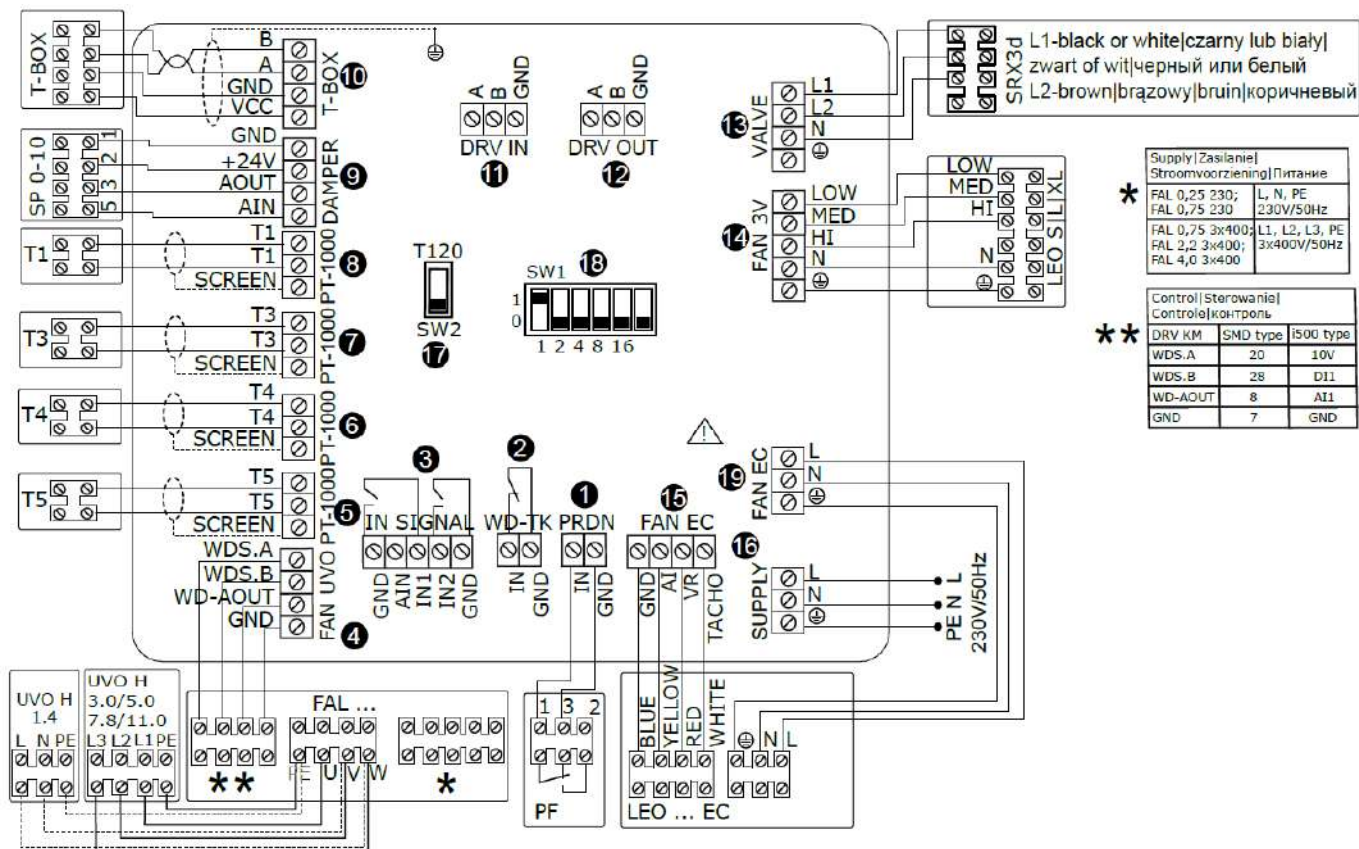 T-BOX
B
A
GND
VCC
T-BOX
10
SP 0-10
1
2
3
5
GND
+24V
AOUT
AIN
DAMPER
9
T1
T1
T1
SCREEN
PT-1000
8
T3
T3
T3
SCREEN
PT-1000
7
T4
T4
T4
SCREEN
PT-1000
6
T5
T5
T5
SCREEN
PT-1000
5
WDS.A
WDS.B
WD-AOUT
GND
FAN UVO
4
A
B
GND
DRV IN
11
A
B
GND
DRV OUT
12
T120
SW2
17
SW1
18
1
0
1 2 4 8 16
3
IN SIGNAL
GND
AIN
IN1
IN2
GND
2
WD-TK
IN
GND
1
PRDN
IN
GND
15
FAN EC
GND
AI
VR
TACHO
13
VALVE
L1
L2
N
14
FAN 3V
LOW
MED
HI
N
19
FAN EC
L
N
16
SUPPLY
L
N
PE N L
230V/50Hz
SRX3d
L1-black or white|czarny lub biały|
zwart of wit|черный или белый
L2-brown|brązowy|bruin|коричневый
LOW
MED
HI
N
LEO S|L|XL
*
Supply|Zasilanie|
Stroomvoorziening|Питание
FAL 0,25 230; L, N, PE
FAL 0,75 230 230V/50Hz
FAL 0,75 3x400; L1, L2, L3, PE
FAL 2,2 3x400; 3x400V/50Hz
FAL 4,0 3x400
**
Control|Sterowanie|
Controle|контроль
DRV KM SMD type i500 type
WDS.A 20 10V
WDS.B 28 DI1
WD-AOUT 8 AI1
GND 7 GND
UVO H
1.4
L N PE
UVO H
3.0/5.0
7.8/11.0
L3 L2 L1 PE
FAL ...
**
PE U V W
*
1 3 2
PF
BLUE
YELLOW
RED
WHITE
N L
LEO ... EC